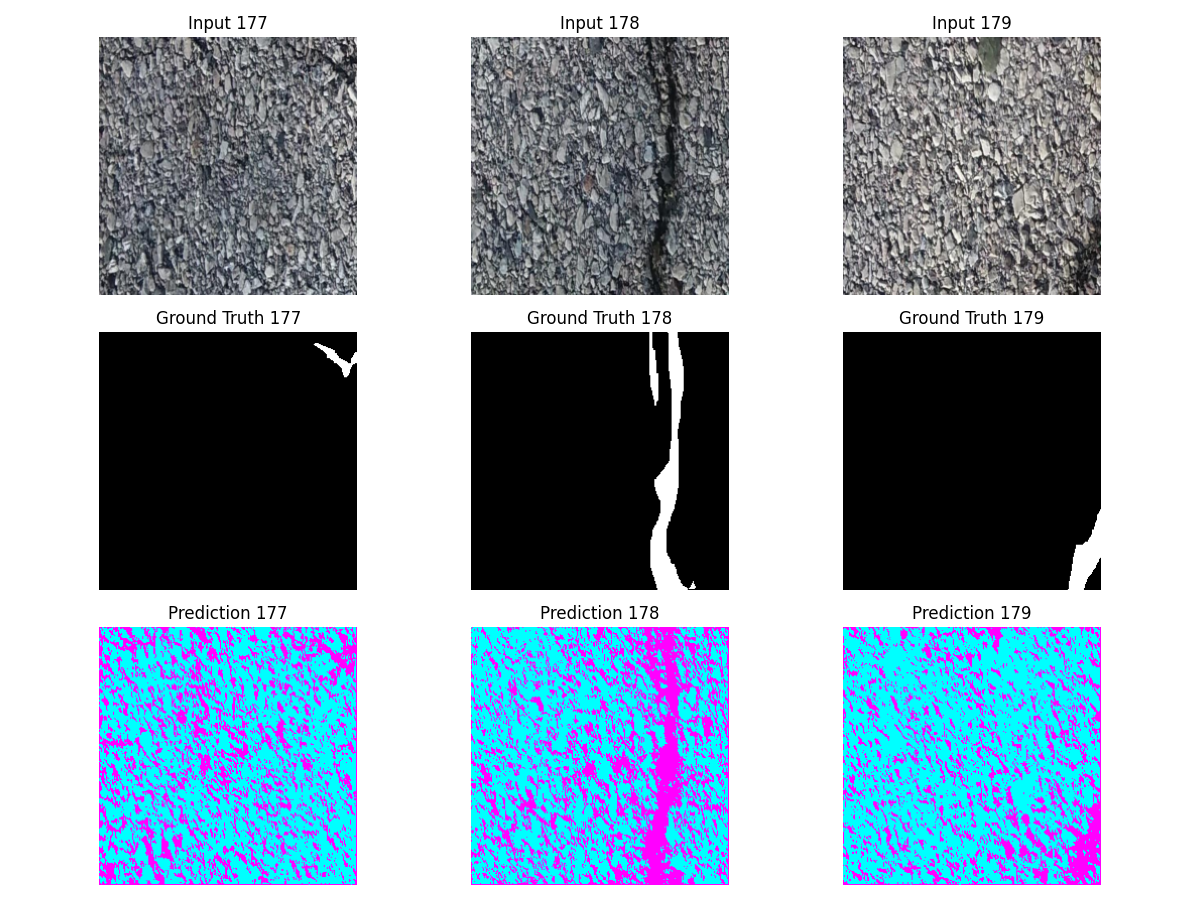 Input 177
Input 178
Input 179
Ground Truth 177
Ground Truth 178
Ground Truth 179
Prediction 177
Prediction 178
Prediction 179